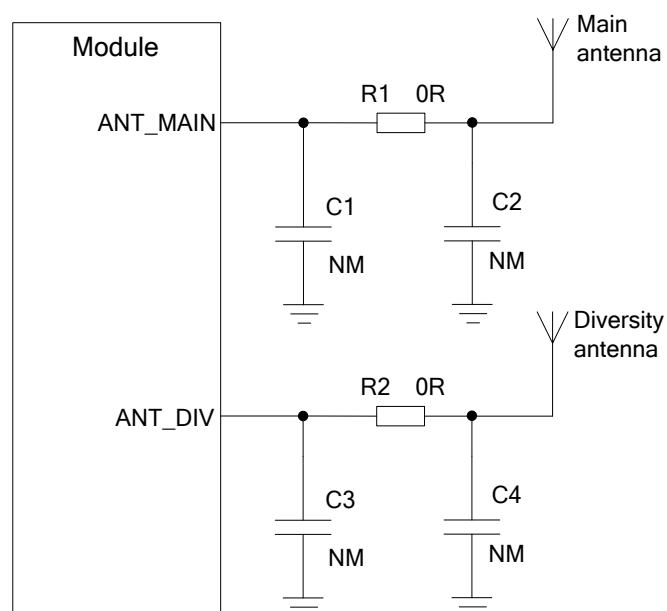 Module
Main
antenna
R1 0R
ANT_MAIN
C1
C2
NM
NM
Diversity
antenna
R2 0R
ANT_DIV
C3
C4
NM
NM